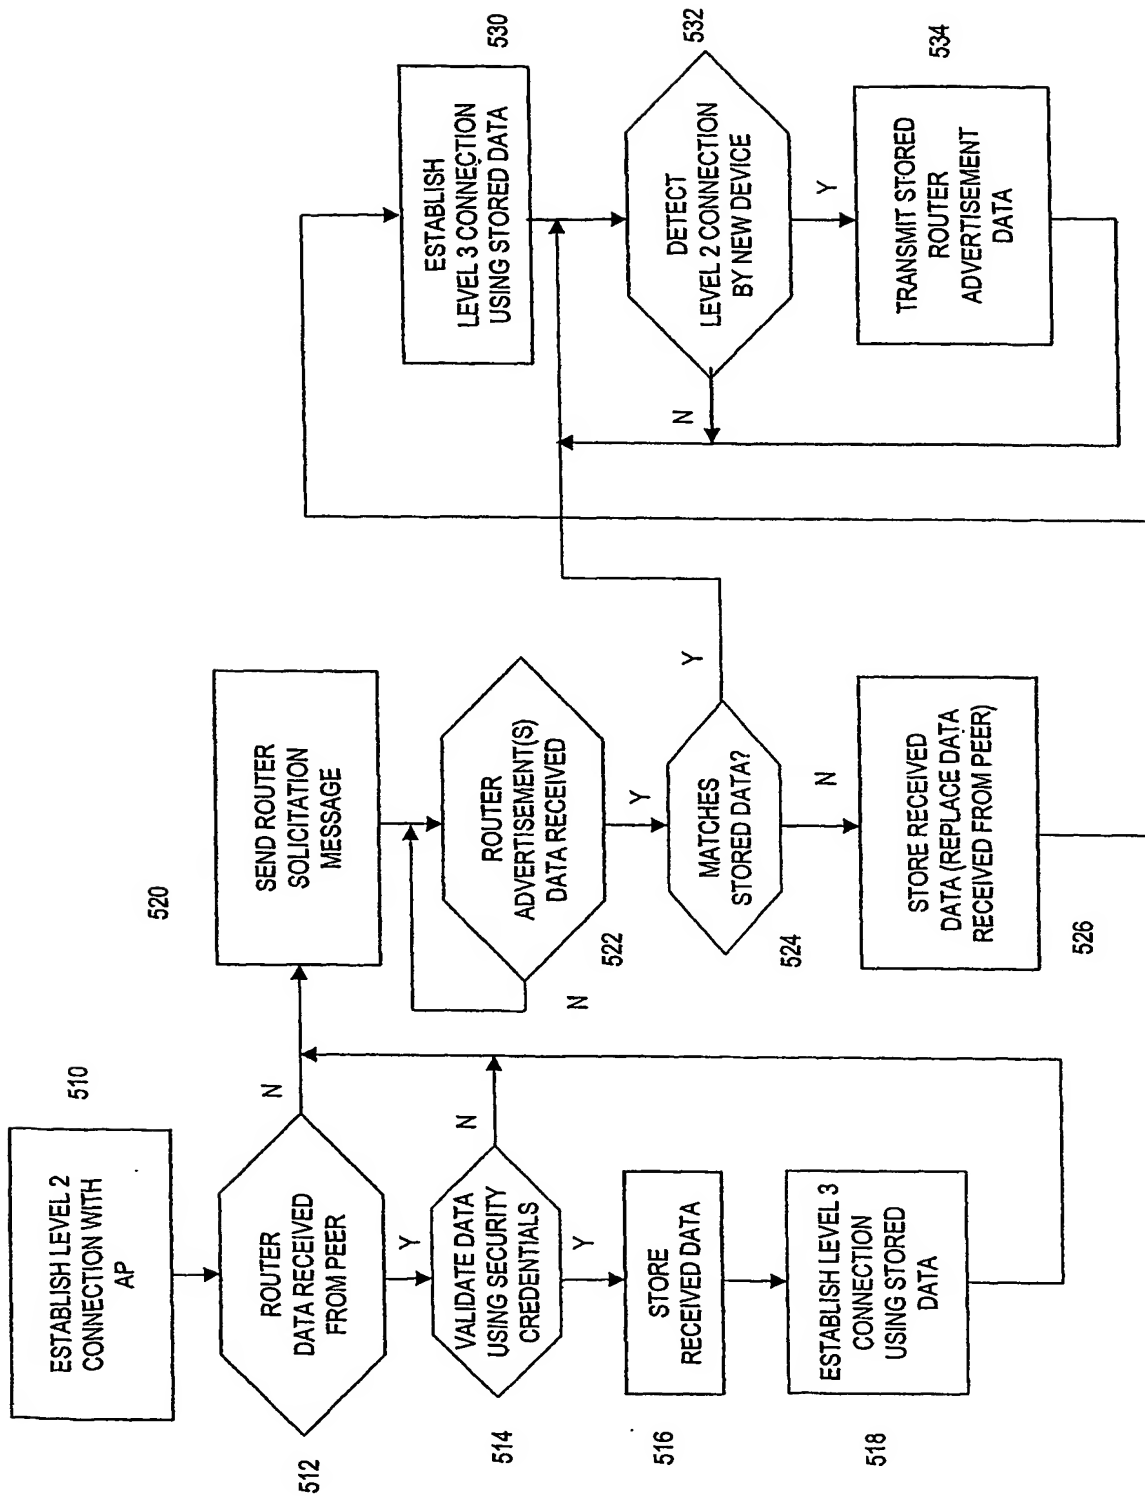 510
ESTABLISH LEVEL 2
CONNECTION WITH
AP
512
ROUTER
DATA RECEIVED
FROM PEER
N
Y
514
VALIDATE DATA
USING SECURITY
CREDENTIALS
N
Y
516
STORE
RECEIVED DATA
518
ESTABLISH LEVEL 3
CONNECTION
USING STORED
DATA
520
SEND ROUTER
SOLICITATION
MESSAGE
522
ROUTER
ADVERTISEMENT(S)
DATA RECEIVED
N
Y
524
MATCHES
STORED DATA?
Y
N
526
STORE RECEIVED
DATA (REPLACE DATA
RECEIVED FROM PEER)
530
ESTABLISH
LEVEL 3 CONNECTION
USING STORED DATA
532
DETECT
LEVEL 2 CONNECTION
BY NEW DEVICE
N
Y
534
TRANSMIT STORED
ROUTER
ADVERTISEMENT
DATA